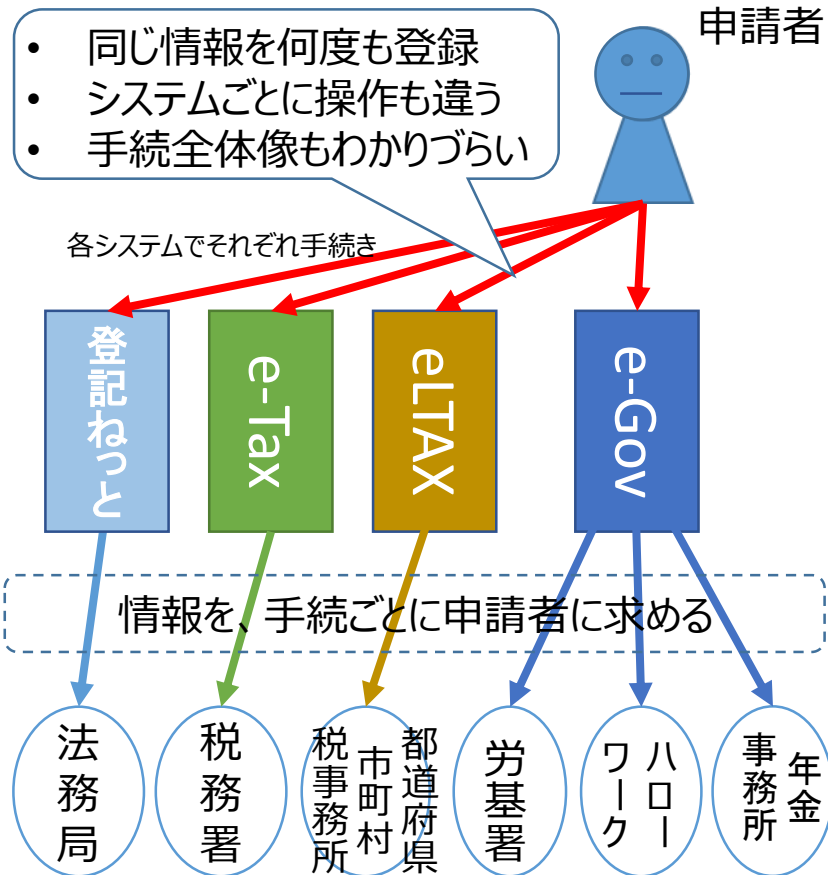 申請者
• 同じ情報を何度も登録
• システムごとに操作も違う
• 手続全体像もわかりづらい
各システムでそれぞれ手続き
登記ねっと
e-Tax
eLTAX
e-Gov
情報を、手続ごとに申請者に求める
法務局
税務署
都道府県
市町村
税事務所
労基署
ハロー
ワーク
年金
事務所